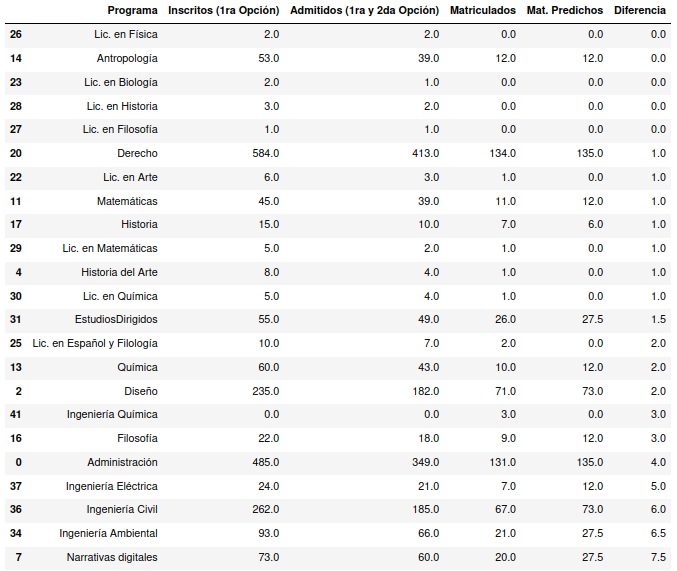 Programa Inscritos (1ra Opción) Admitidos (1ra y 2da Opción) Matriculados Mat. Predichos Diferencia
26 Lic. en Física 2.0 2.0 0.0 0.0 0.0
14 Antropología 53.0 39.0 12.0 12.0 0.0
23 Lic. en Biología 2.0 1.0 0.0 0.0 0.0
28 Lic. en Historia 3.0 2.0 0.0 0.0 0.0
27 Lic. en Filosofía 1.0 1.0 0.0 0.0 0.0
20 Derecho 584.0 413.0 134.0 135.0 1.0
22 Lic. en Arte 6.0 3.0 1.0 0.0 1.0
11 Matemáticas 45.0 39.0 11.0 12.0 1.0
17 Historia 15.0 10.0 7.0 6.0 1.0
29 Lic. en Matemáticas 5.0 2.0 1.0 0.0 1.0
4 Historia del Arte 8.0 4.0 1.0 0.0 1.0
30 Lic. en Química 5.0 4.0 1.0 0.0 1.0
31 EstudiosDirigidos 55.0 49.0 26.0 27.5 1.5
25 Lic. en Español y Filología 10.0 7.0 2.0 0.0 2.0
13 Química 60.0 43.0 10.0 12.0 2.0
2 Diseño 235.0 182.0 71.0 73.0 2.0
41 Ingeniería Química 0.0 0.0 3.0 0.0 3.0
16 Filosofía 22.0 18.0 9.0 12.0 3.0
0 Administración 485.0 349.0 131.0 135.0 4.0
37 Ingeniería Eléctrica 24.0 21.0 7.0 12.0 5.0
36 Ingeniería Civil 262.0 185.0 67.0 73.0 6.0
34 Ingeniería Ambiental 93.0 66.0 21.0 27.5 6.5
7 Narrativas digitales 73.0 60.0 20.0 27.5 7.5